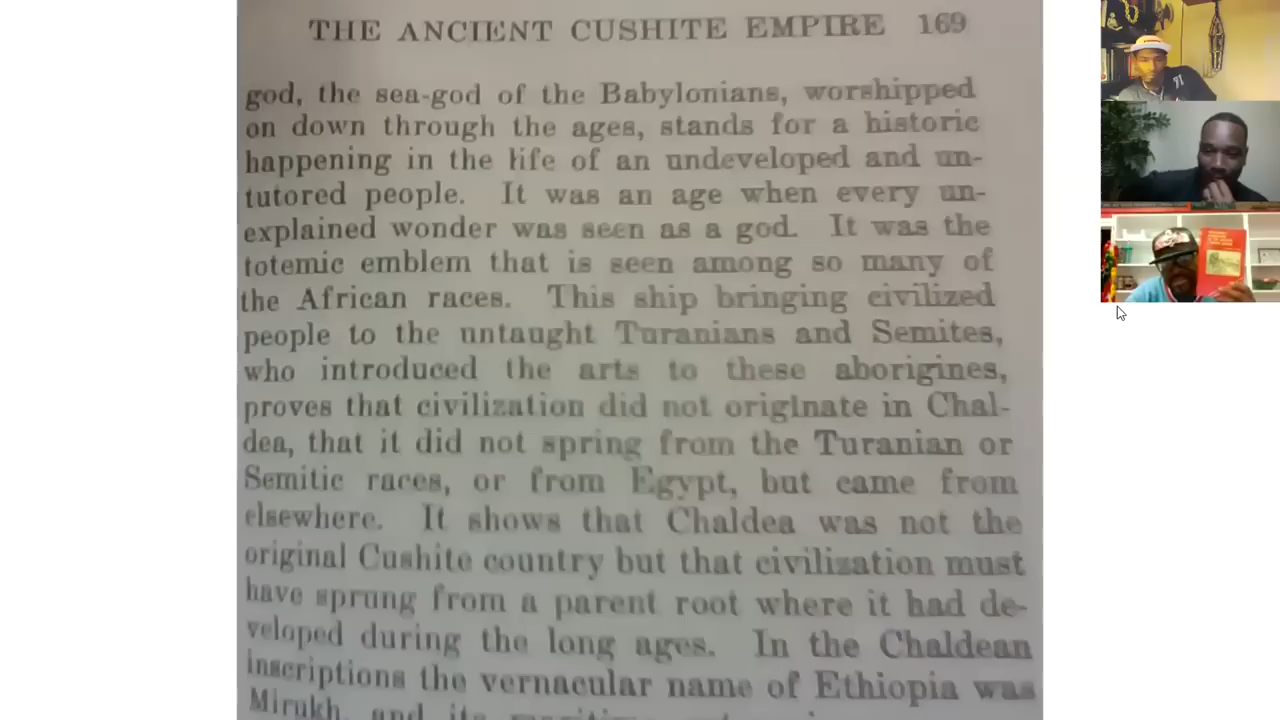 THE ANCIENT CUSHITE EMPIRE 169
god, the sea-god of the Babylonians, worshipped
on down through the ages, stands for a historic
happening in the life of an undeveloped and un-
tutored people. It was an age when every un-
explained wonder was seen as a god. It was the
totemic emblem that is seen among so many of
the African races. This ship bringing civilized
people to the untaught Turanians and Semites,
who introduced the arts to these aborigines,
proves that civilization did not originate in Chal-
dea, that it did not spring from the Turanian or
Semitic races, or from Egypt, but came from
elsewhere. It shows that Chaldea was not the
original Cushite country but that civilization must
have sprung from a parent root where it had de-
veloped during the long ages. In the Chaldean
inscriptions the vernacular name of Ethiopia was
Mirukh, and its